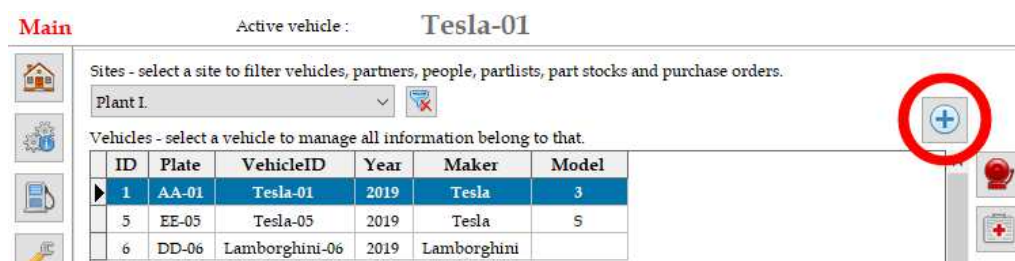 Main Active vehicle : Tesla-01
Sites - select a site to filter vehicles, partners, people, partlists, part stocks and purchase orders.
Plant I.
Vehicles - select a vehicle to manage all information belong to that.
ID Plate VehicleID Year Maker Model
1 AA-01 Tesla-01 2019 Tesla 3
5 EE-05 Tesla-05 2019 Tesla S
6 DD-06 Lamborghini-06 2019 Lamborghini